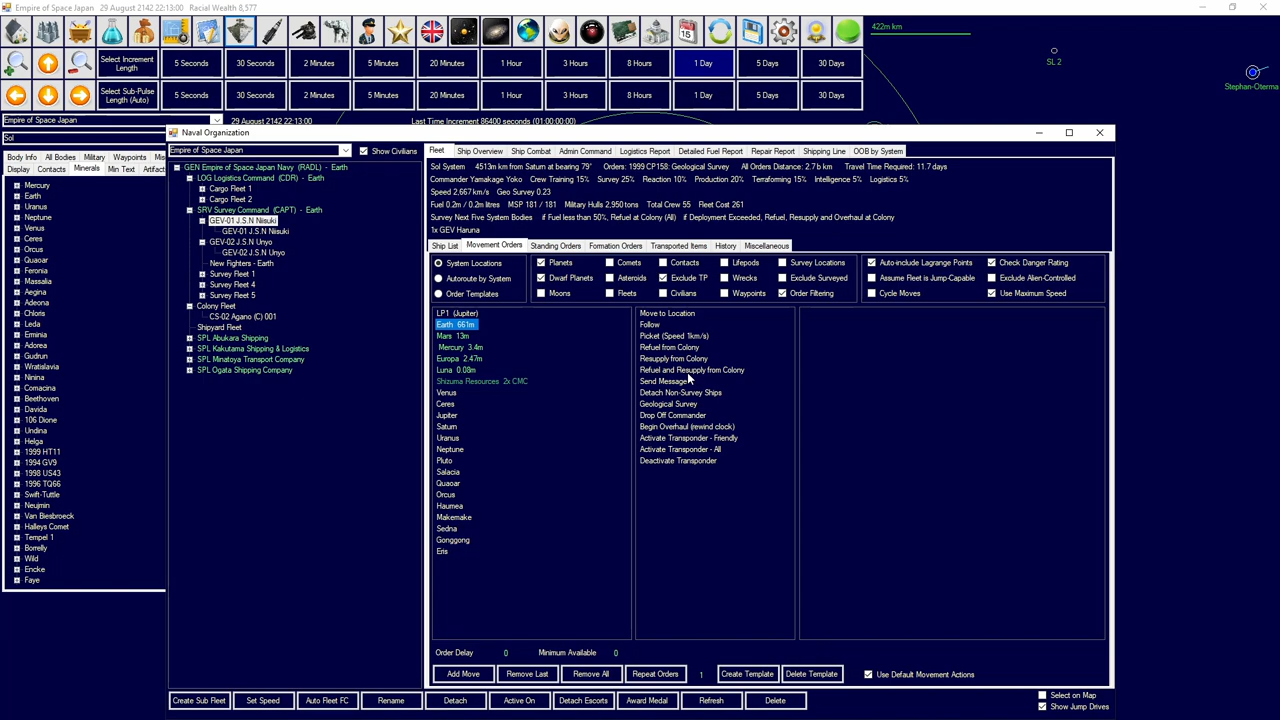 Empire of Space Japan   29 August 2142 22:13:00   Racial Wealth 8,577
422m km
SL 2
Stephan-Oterma
Select Increment Length
5 Seconds
30 Seconds
2 Minutes
5 Minutes
20 Minutes
1 Hour
3 Hours
8 Hours
1 Day
5 Days
30 Days
Select Sub-Pulse Length (Auto)
5 Seconds
30 Seconds
2 Minutes
5 Minutes
20 Minutes
1 Hour
3 Hours
8 Hours
1 Day
5 Days
30 Days
Empire of Space Japan
29 August 2142 22:13:00
Last Time Increment 86400 seconds (01:00:00:00)
Sol
Body Info
All Bodies
Military
Waypoints
Display
Contacts
Minerals
Min Text
Mercury
Earth
Uranus
Neptune
Venus
Ceres
Orcus
Quaoar
Feronia
Massalia
Aegina
Adeona
Chloris
Leda
Erminia
Adorea
Gudrun
Wratislavia
Ninina
Comacina
Beethoven
Davida
106 Dione
Undina
Helga
1999 HT11
1994 GV9
1998 US43
1996 TQ66
Swift-Tuttle
Neujmin
Van Biesbroeck
Halleys Comet
Tempel 1
Borrelly
Wild
Encke
Faye
Naval Organization
Empire of Space Japan
Show Civilians
GEN Empire of Space Japan Navy (RADL) - Earth
LOG Logistics Command (CDR) - Earth
Cargo Fleet 1
Cargo Fleet 2
SRV Survey Command (CAPT) - Earth
GEV-01 J.S.N Niisuki
GEV-01 J.S.N Niisuki
GEV-02 J.S.N Unyo
GEV-02 J.S.N Unyo
New Fighters - Earth
Survey Fleet 1
Survey Fleet 4
Survey Fleet 5
Colony Fleet
CS-02 Agano (C) 001
Shipyard Fleet
SPL Abukara Shipping
SPL Kakutama Shipping & Logistics
SPL Minatoya Transport Company
SPL Ogata Shipping Company
Fleet
Ship Overview
Ship Combat
Admin Command
Logistics Report
Detailed Fuel Report
Repair Report
Shipping Line
OOB by System
Sol System   4513m km from Saturn at bearing 79°   Orders: 1999 CP158: Geological Survey   All Orders Distance: 2.7 b km   Travel Time Required: 11.7 days
Commander Yamakage Yoko   Crew Training 15%   Survey 25%   Reaction 10%   Production 20%   Terraforming 15%   Intelligence 5%   Logistics 5%
Speed 2,667 km/s   Geo Survey 0.23
Fuel 0.2m / 0.2m litres   MSP 181 / 181   Military Hulls 2,950 tons   Total Crew 55   Fleet Cost 261
Survey Next Five System Bodies   if Fuel less than 50%, Refuel at Colony (All)   if Deployment Exceeded, Refuel, Resupply and Overhaul at Colony
1x GEV Haruna
Ship List
Movement Orders
Standing Orders
Formation Orders
Transported Items
History
Miscellaneous
System Locations
Autoroute by System
Order Templates
Planets
Comets
Contacts
Lifepods
Survey Locations
Dwarf Planets
Asteroids
Exclude TP
Wrecks
Exclude Surveyed
Moons
Fleets
Civilians
Waypoints
Order Filtering
Auto-include Lagrange Points
Check Danger Rating
Assume Fleet is Jump-Capable
Exclude Alien-Controlled
Cycle Moves
Use Maximum Speed
LP1 (Jupiter)
Earth  661m
Mars  13m
Mercury  3.4m
Europa  2.47m
Luna  0.08m
Shizuma Resources  2x CMC
Venus
Ceres
Jupiter
Saturn
Uranus
Neptune
Pluto
Salacia
Quaoar
Orcus
Haumea
Makemake
Sedna
Gonggong
Eris
Move to Location
Follow
Picket (Speed 1km/s)
Refuel from Colony
Resupply from Colony
Refuel and Resupply from Colony
Send Message
Detach Non-Survey Ships
Geological Survey
Drop Off Commander
Begin Overhaul (rewind clock)
Activate Transponder - Friendly
Activate Transponder - All
Deactivate Transponder
Order Delay   0   Minimum Available   0
Add Move
Remove Last
Remove All
Repeat Orders
1
Create Template
Delete Template
Use Default Movement Actions
Create Sub Fleet
Set Speed
Auto Fleet FC
Rename
Detach
Active On
Detach Escorts
Award Medal
Refresh
Delete
Select on Map
Show Jump Drives